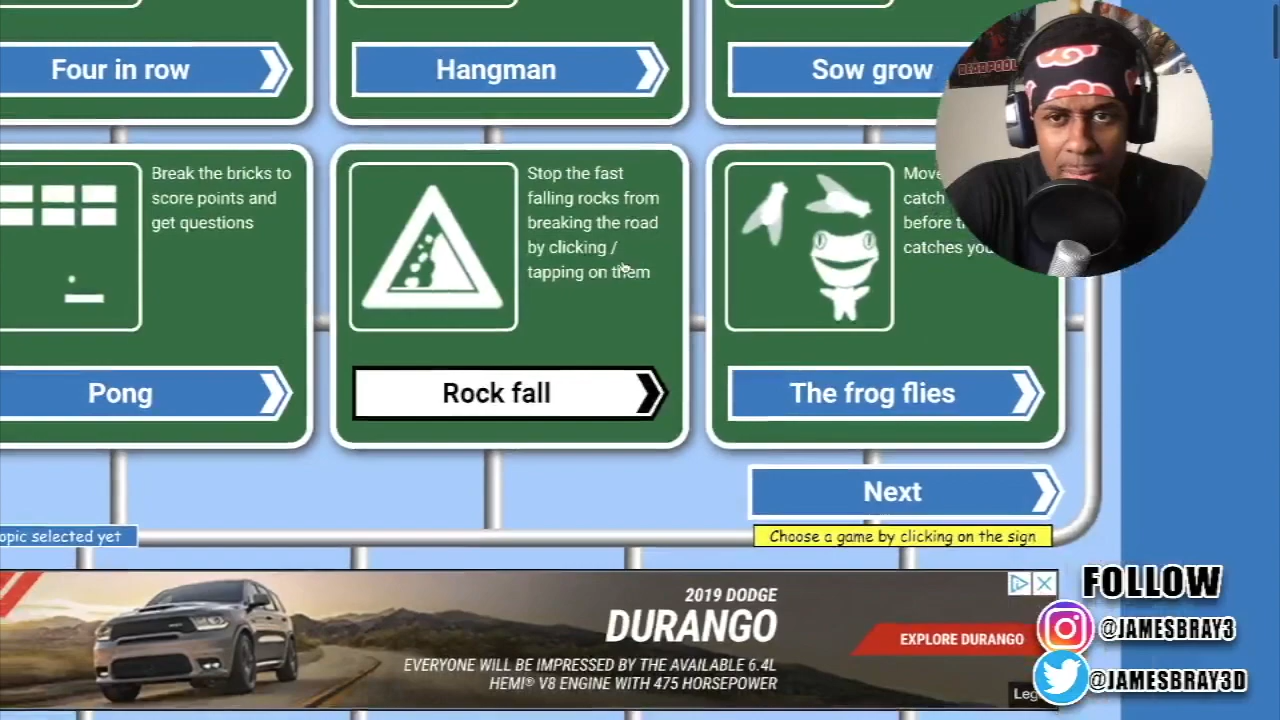 Four in row
Hangman
Sow grow
DEADPOOL
Break the bricks to
score points and
get questions
Stop the fast
falling rocks from
breaking the road
by clicking /
tapping on them
Move
catch
before
catches you
Pong
Rock fall
The frog flies
Next
opic selected yet
Choose a game by clicking on the sign
2019 DODGE
DURANGO
EVERYONE WILL BE IMPRESSED BY THE AVAILABLE 6.4L
HEMI® V8 ENGINE WITH 475 HORSEPOWER
EXPLORE DURANGO
Leg
FOLLOW
@JAMESBRAY3
@JAMESBRAY3D